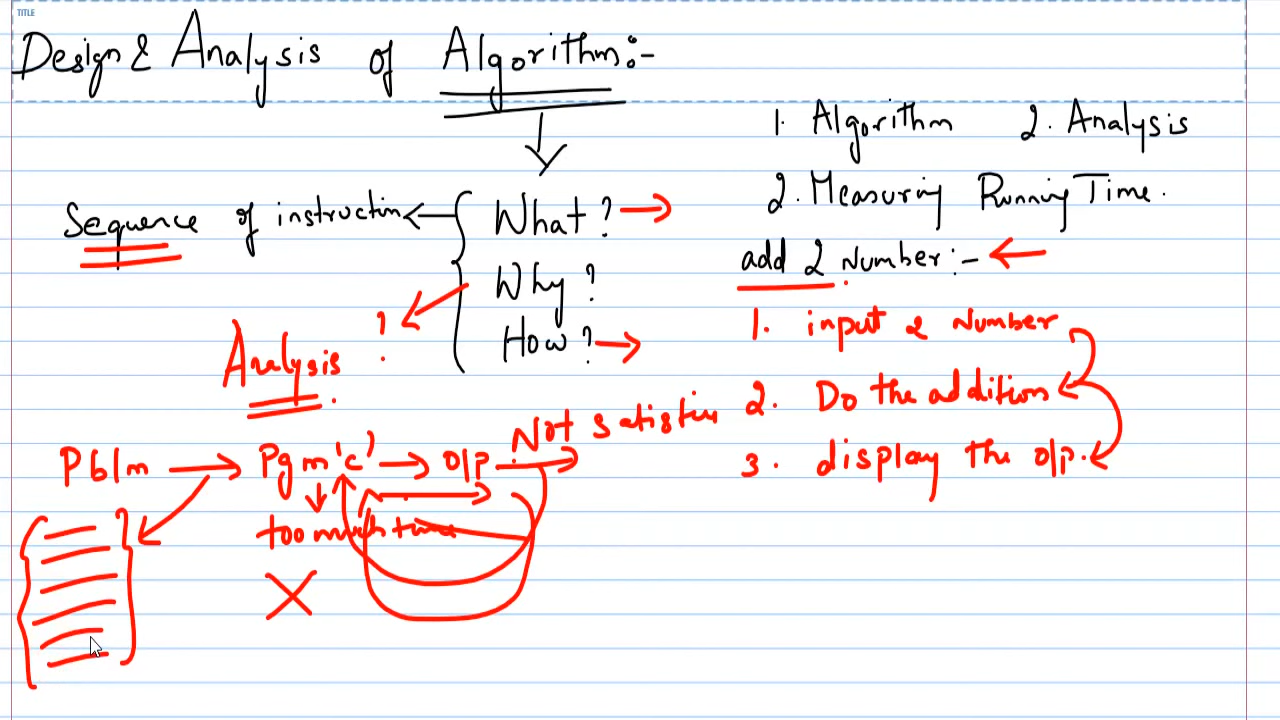 TITLE
Design & Analysis of Algorithm:-
1. Algorithm 2. Analysis
2. Measuring Running Time.
Sequence of instructin
What?
Why?
How?
add 2 Number:-
1. input 2 Number
2. Do the addition
3. display the o/p.
Analysis ?
Pblm → Pgm 'c' → O/p → Not satisties
too much time